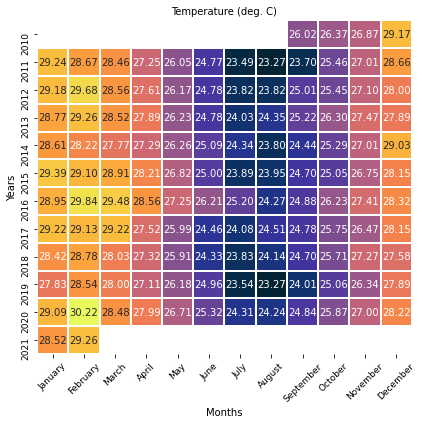 Temperature (deg. C)
2010 26.02 26.37 26.87 29.17
2011 29.24 28.67 28.46 27.25 26.05 24.77 23.49 23.27 23.70 25.46 27.01 28.66
2012 29.18 29.68 28.56 27.61 26.17 24.78 23.82 23.82 25.01 25.45 27.10 28.00
2013 28.77 29.26 28.52 27.89 26.23 24.78 24.03 24.35 25.22 26.30 27.47 27.89
2014 28.61 28.22 27.77 27.29 26.26 25.09 24.34 23.80 24.44 25.29 27.01 29.03
2015 29.39 29.10 28.91 28.21 26.82 25.00 23.89 23.95 24.70 25.05 26.75 28.15
2016 28.95 29.84 29.48 28.56 27.25 26.21 25.20 24.27 24.88 26.23 27.41 28.32
2017 29.22 29.13 29.22 27.52 25.99 24.46 24.08 24.51 24.78 25.75 26.47 28.15
2018 28.42 28.78 28.03 27.32 25.91 24.33 23.83 24.14 24.70 25.71 27.27 27.58
2019 27.83 28.54 28.00 27.11 26.18 24.96 23.54 23.27 24.01 25.06 26.34 27.89
2020 29.09 30.22 28.48 27.99 26.71 25.32 24.31 24.24 24.84 25.87 27.00 28.22
2021 28.52 29.26
Years
January February March April May June July August September October November December
Months